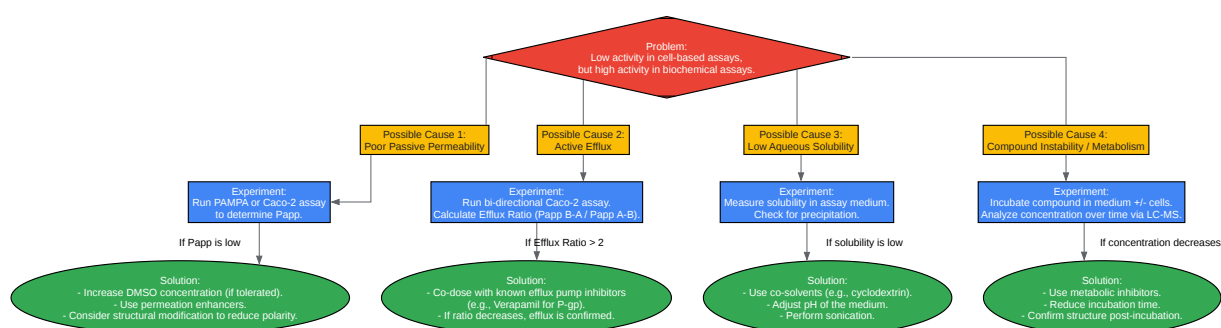 Problem:
Low activity in cell-based assays,
but high activity in biochemical assays.
Possible Cause 1:
Poor Passive Permeability
Possible Cause 2:
Active Efflux
Possible Cause 3:
Low Aqueous Solubility
Possible Cause 4:
Compound Instability / Metabolism
Experiment:
Run PAMPA or Caco-2 assay
to determine Papp.
Experiment:
Run bi-directional Caco-2 assay.
Calculate Efflux Ratio (Papp B-A / Papp A-B).
Experiment:
Measure solubility in assay medium.
Check for precipitation.
Experiment:
Incubate compound in medium +/- cells.
Analyze concentration over time via LC-MS.
If Papp is low
If Efflux Ratio > 2
If solubility is low
If concentration decreases
Solution:
- Increase DMSO concentration (if tolerated).
- Use permeation enhancers.
- Consider structural modification to reduce polarity.
Solution:
- Co-dose with known efflux pump inhibitors
(e.g., Verapamil for P-gp).
- If ratio decreases, efflux is confirmed.
Solution:
- Use co-solvents (e.g., cyclodextrin).
- Adjust pH of the medium.
- Perform sonication.
Solution:
- Use metabolic inhibitors.
- Reduce incubation time.
- Confirm structure post-incubation.